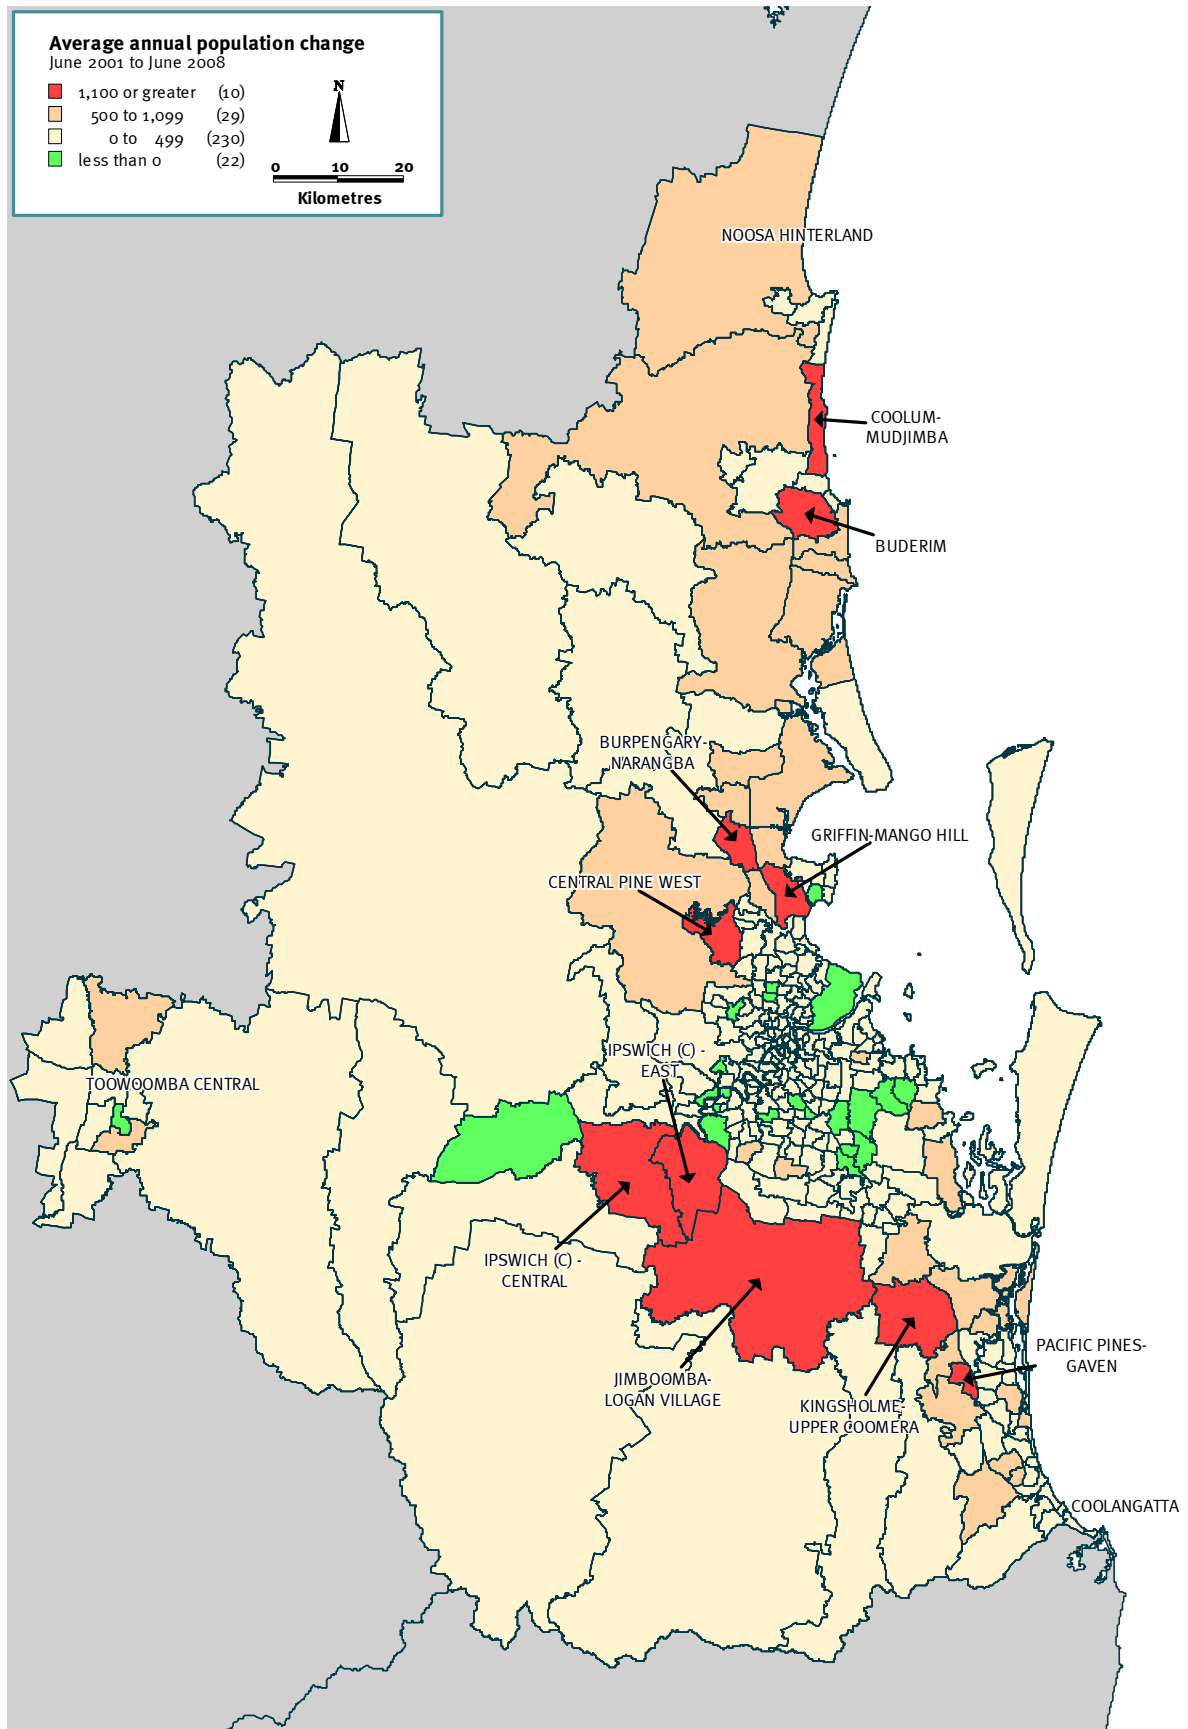 Average annual population change
June 2001 to June 2008
1,100 or greater (10)
500 to 1,099 (29)
0 to 499 (230)
less than 0 (22)
N
0 10 20
Kilometres
NOOSA HINTERLAND
COOLUM-
MUDJIMBA
BUDERIM
BURPENGARY-
NARANGBA
GRIFFIN-MANGO HILL
CENTRAL PINE WEST
IPSWICH (C) -
EAST
TOOWOOMBA CENTRAL
IPSWICH (C) -
CENTRAL
JIMBOOMBA-
LOGAN VILLAGE
KINGSHOLME-
UPPER COOMERA
PACIFIC PINES-
GAVEN
COOLANGATTA